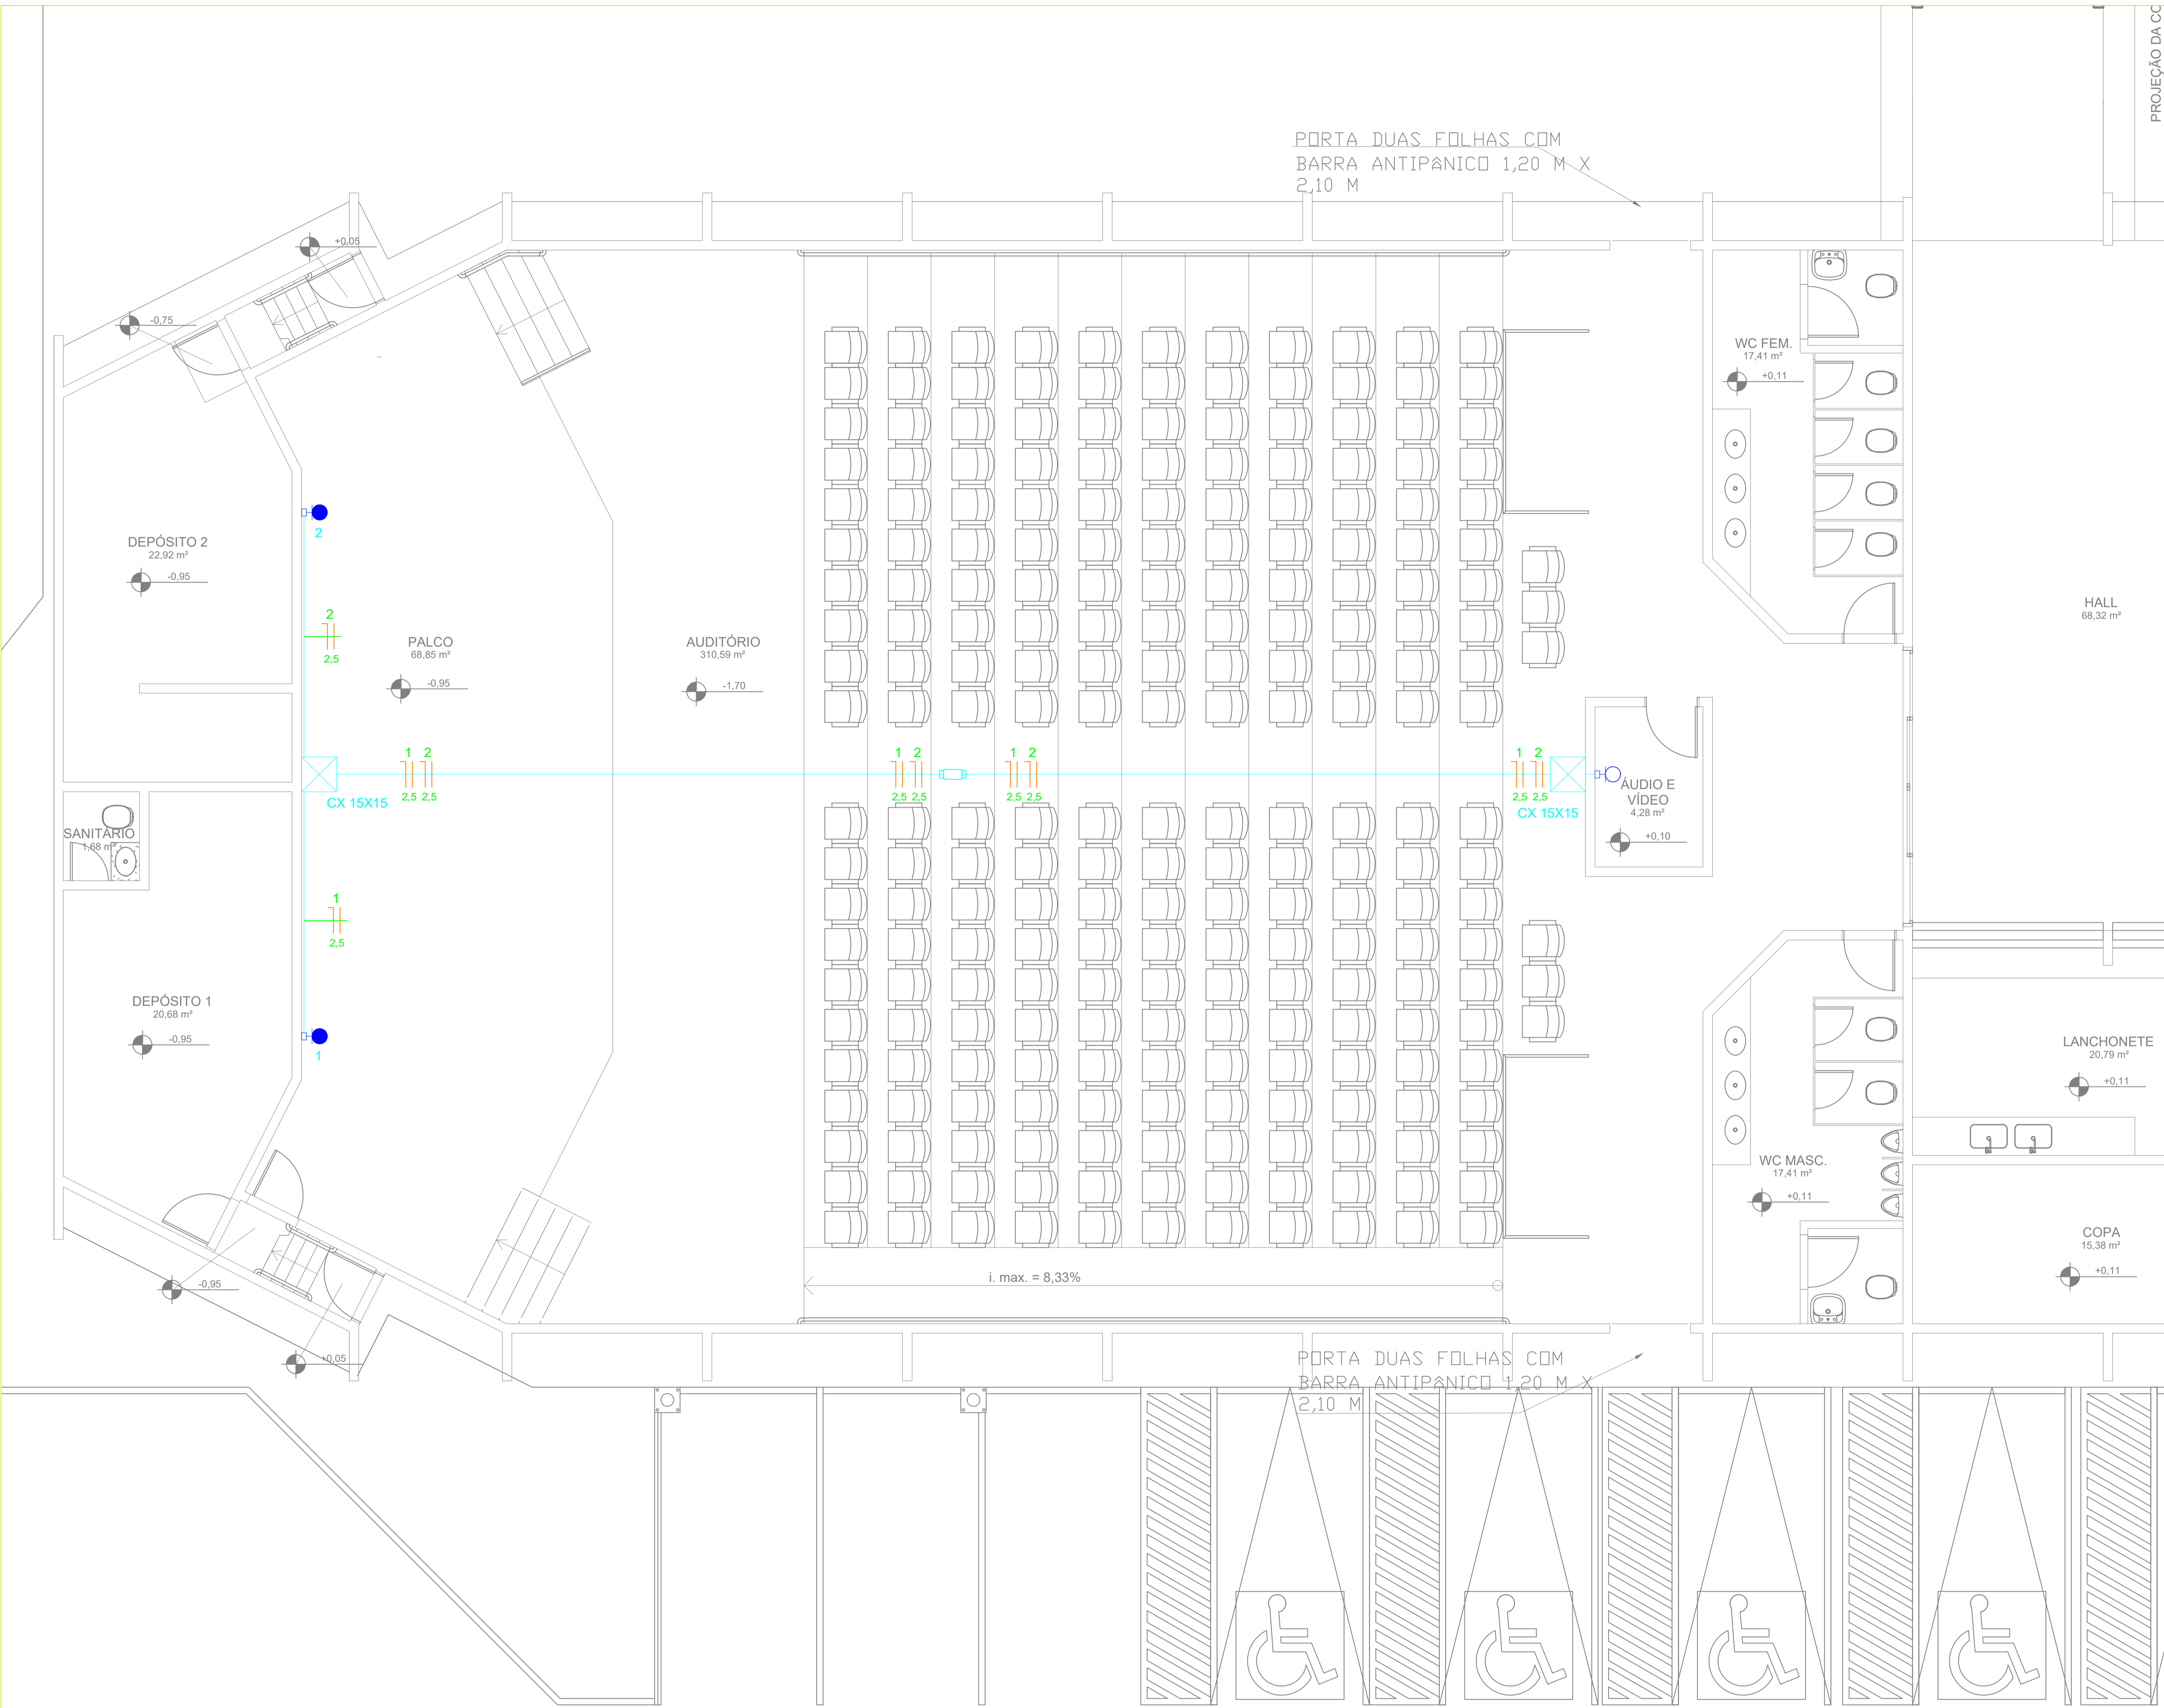 PROJEÇÃO DA CO
PORTA DUAS FOLHAS COM
BARRA ANTIPÂNICO 1,20 M X
2,10 M
+0,05
-0,75
WC FEM.
17,41 m²
+0,11
DEPÓSITO 2
22,92 m²
-0,95
2
2
2,5
PALCO
68,85 m²
-0,95
AUDITÓRIO
310,59 m²
-1,70
HALL
68,32 m²
1 2
2,5 2,5
CX 15X15
1 2
2,5 2,5
1 2
2,5 2,5
1 2
2,5 2,5
CX 15X15
ÁUDIO E
VÍDEO
4,28 m²
+0,10
SANITÁRIO
1,68 m²
1
2,5
DEPÓSITO 1
20,68 m²
-0,95
1
LANCHONETE
20,79 m²
+0,11
WC MASC.
17,41 m²
+0,11
COPA
15,38 m²
+0,11
-0,95
i. max. = 8,33%
+0,05
PORTA DUAS FOLHAS COM
BARRA ANTIPÂNICO 1,20 M X
2,10 M